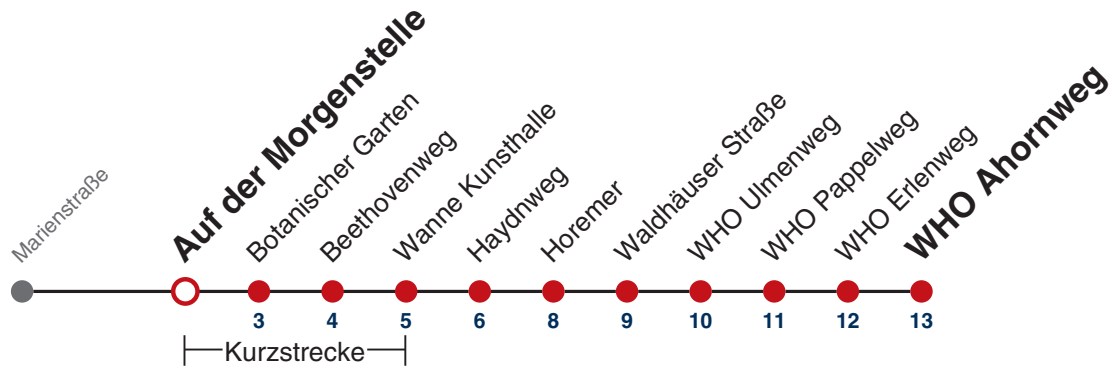 Marienstraße
Auf der Morgenstelle
Botanischer Garten
Beethovenweg
Wanne Kunsthalle
Haydnweg
Horemer
Waldhäuser Straße
WHO Ulmenweg
WHO Pappelweg
WHO Erlenweg
WHO Ahornweg
3 4 5 6 8 9 10 11 12 13
Kurzstrecke